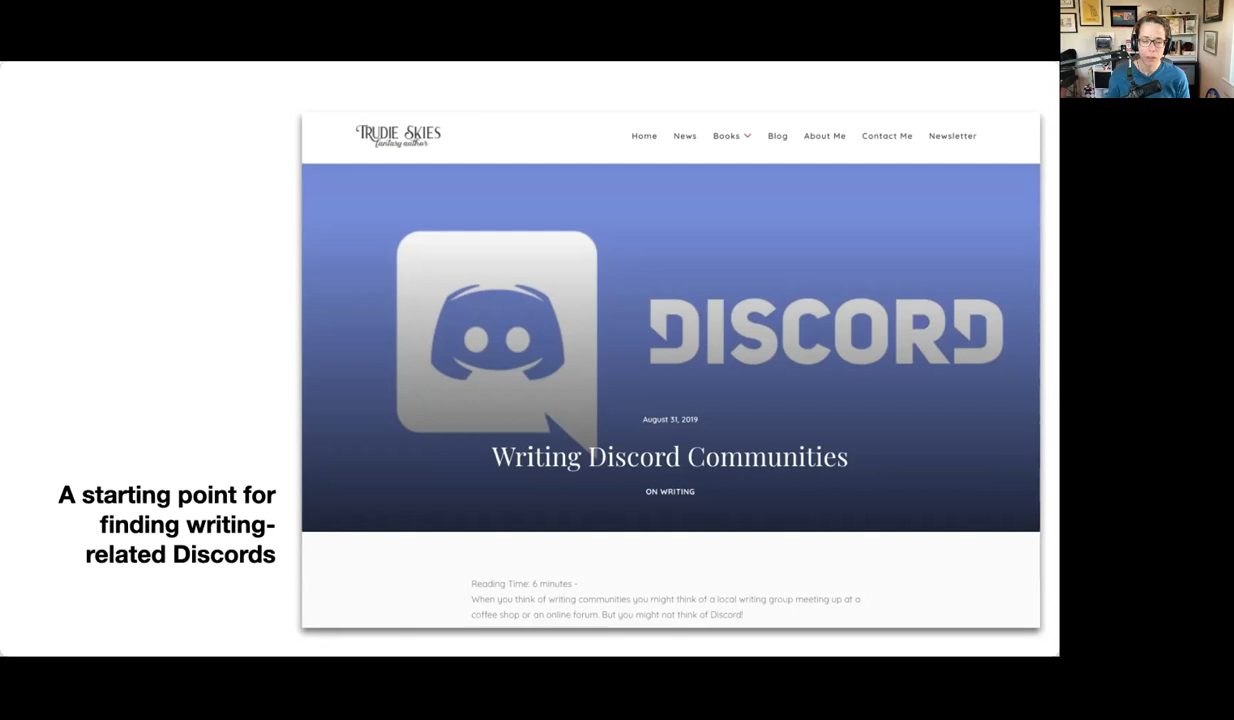 TRUDIE SKIES
fantasy author
Home News Books Blog About Me Contact Me Newsletter
DISCORD
August 31, 2019
Writing Discord Communities
ON WRITING
A starting point for
finding writing-
related Discords
Reading Time: 6 minutes -
When you think of writing communities you might think of a local writing group meeting up at a
coffee shop or an online forum. But you might not think of Discord!